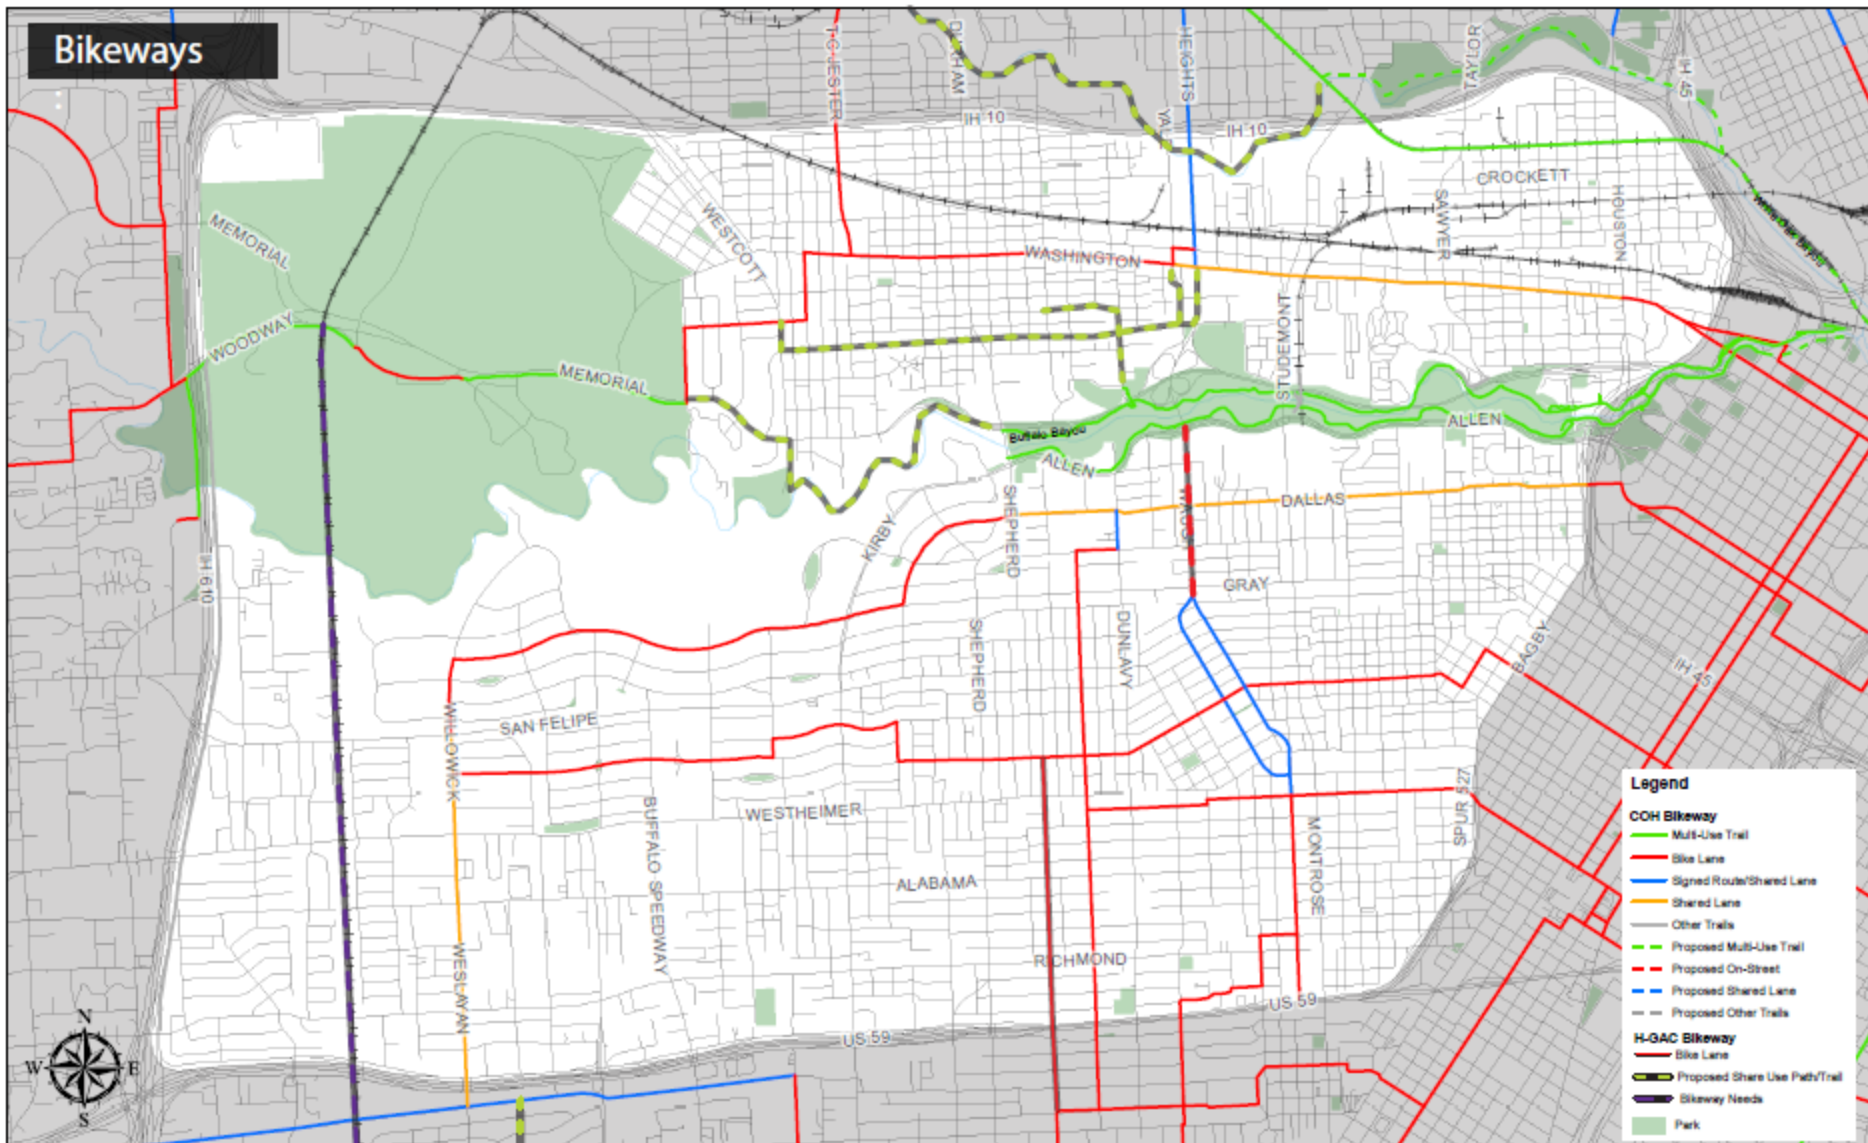 Bikeways
T C JESTER
DURHAM
HEIGHTS
TAYLOR
IH 45
IH 10
YAL
IH 10
CROCKETT
SAWYER
HOUSTON
WESTCOTT
MEMORIAL
WASHINGTON
White Oak Bayou
WOODWAY
STUDEMONT
MEMORIAL
ALLEN
Buffalo Bayou
ALLEN
SHEPHERD
WAUGH
DALLAS
KIRBY
IH 610
GRAY
DUNLAVY
SHEPHERD
BAGBY
IH 45
WILLOWICK
SAN FELIPE
SPUR 527
BUFFALO SPEEDWAY
WESTHEIMER
MONTROSE
ALABAMA
WESLAYAN
RICHMOND
US 59
US 59
N
W E
S
Legend
COH Bikeway
Multi-Use Trail
Bike Lane
Signed Route/Shared Lane
Shared Lane
Other Trails
Proposed Multi-Use Trail
Proposed On-Street
Proposed Shared Lane
Proposed Other Trails
H-GAC Bikeway
Bike Lane
Proposed Share Use Path/Trail
Bikeway Needs
Park